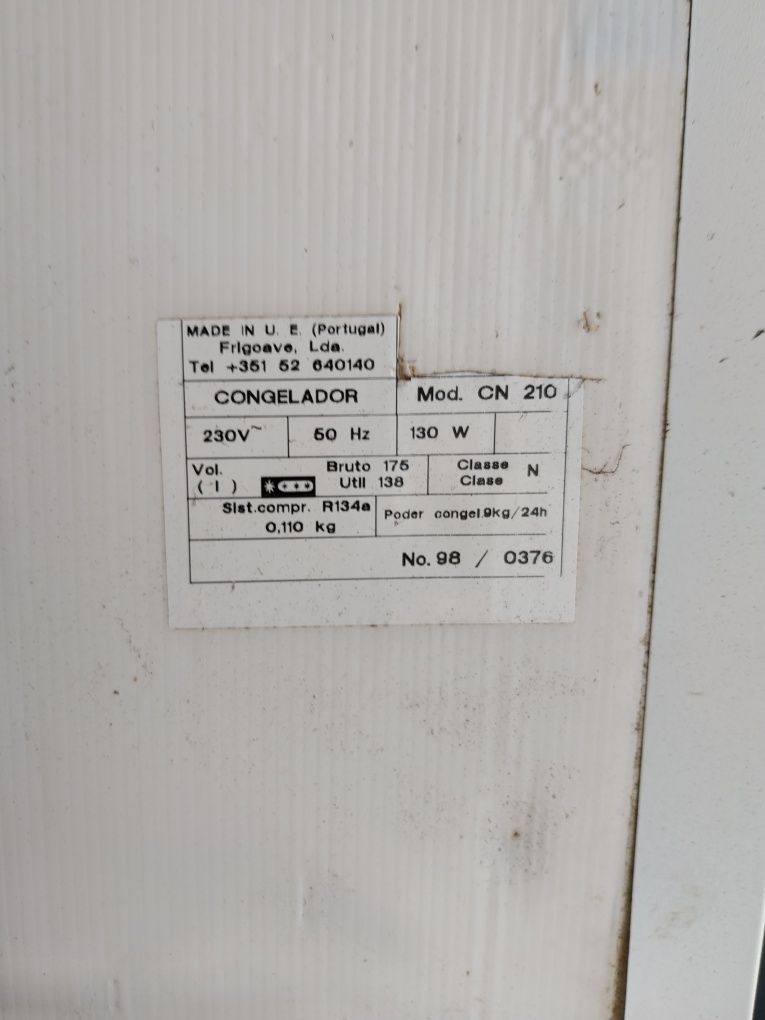 MADE IN U. E. (Portugal)
Frigoave, Lda.
Tel +351 52 640140
CONGELADOR
Mod. CN 210
230V~
50 Hz
130 W
Vol.
( l )
Bruto 175
Util 138
Classe
Clase
N
Sist.compr. R134a
0,110 kg
Poder congel.9kg/24h
No. 98 / 0376